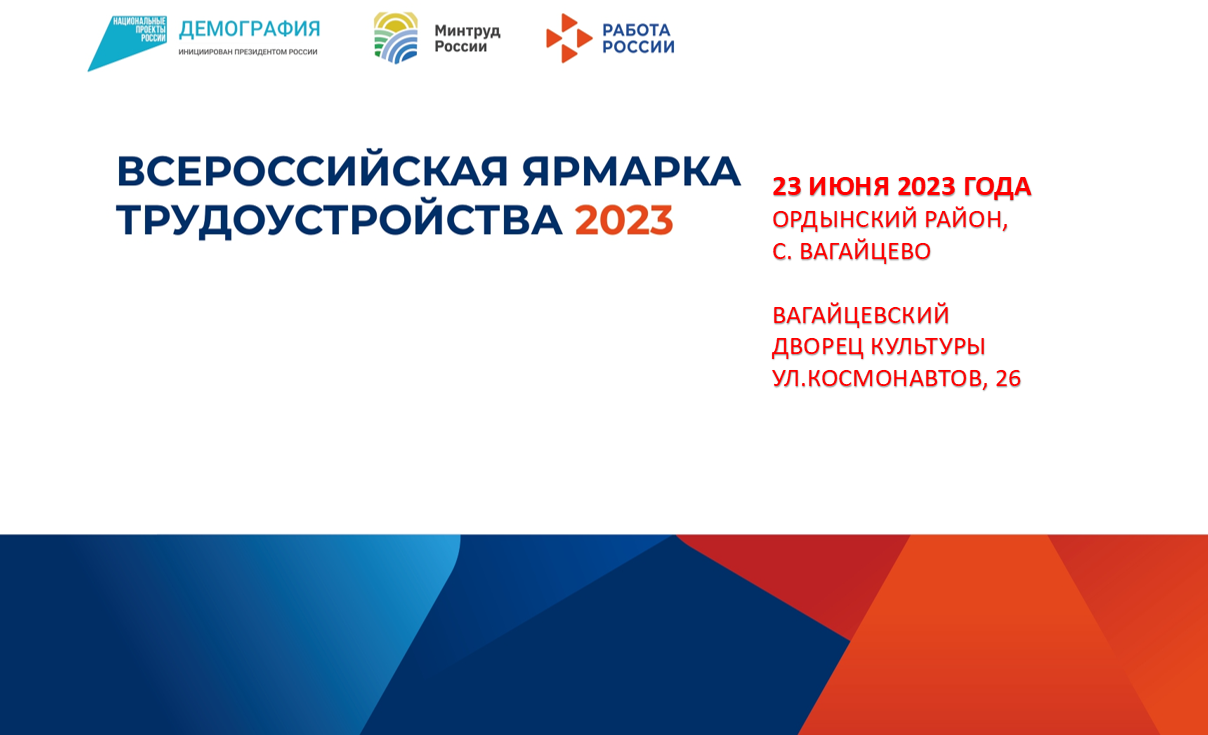 НАЦИОНАЛЬНЫЕ
ПРОЕКТЫ
РОССИИ
ДЕМОГРАФИЯ
ИНИЦИИРОВАН ПРЕЗИДЕНТОМ РОССИИ
Минтруд
России
РАБОТА
РОССИИ
ВСЕРОССИЙСКАЯ ЯРМАРКА
ТРУДОУСТРОЙСТВА 2023
23 ИЮНЯ 2023 ГОДА
ОРДЫНСКИЙ РАЙОН,
С. ВАГАЙЦЕВО
ВАГАЙЦЕВСКИЙ
ДВОРЕЦ КУЛЬТУРЫ
УЛ.КОСМОНАВТОВ, 26